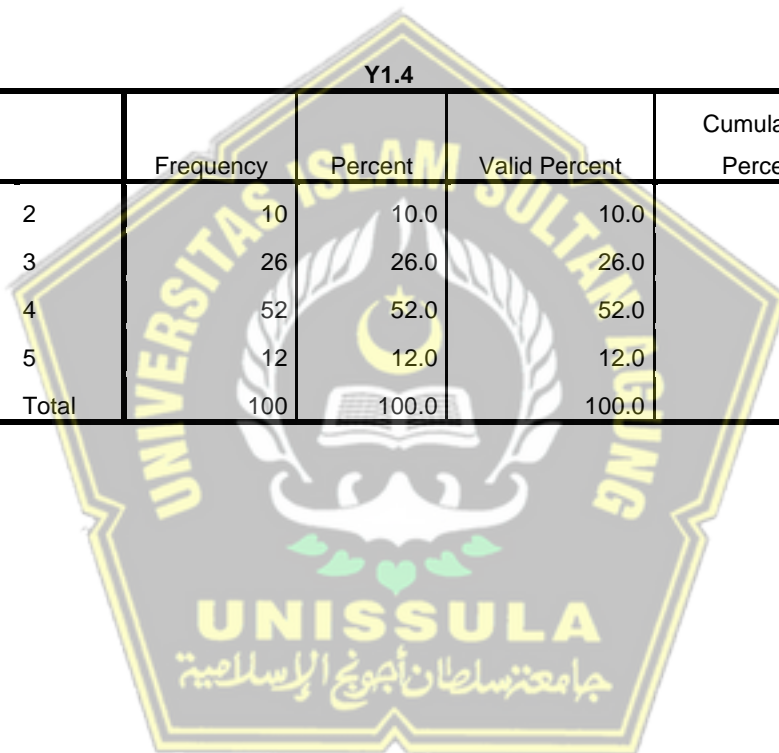 Y1.4
Frequency Percent Valid Percent Cumula Perce
2 10 10.0 10.0
3 26 26.0 26.0
4 52 52.0 52.0
5 12 12.0 12.0
Total 100 100.0 100.0
UNIVERSITAS ISLAM SULTAN AGUNG
UNISSULA
جامعة سلطان أجونج الإسلامية